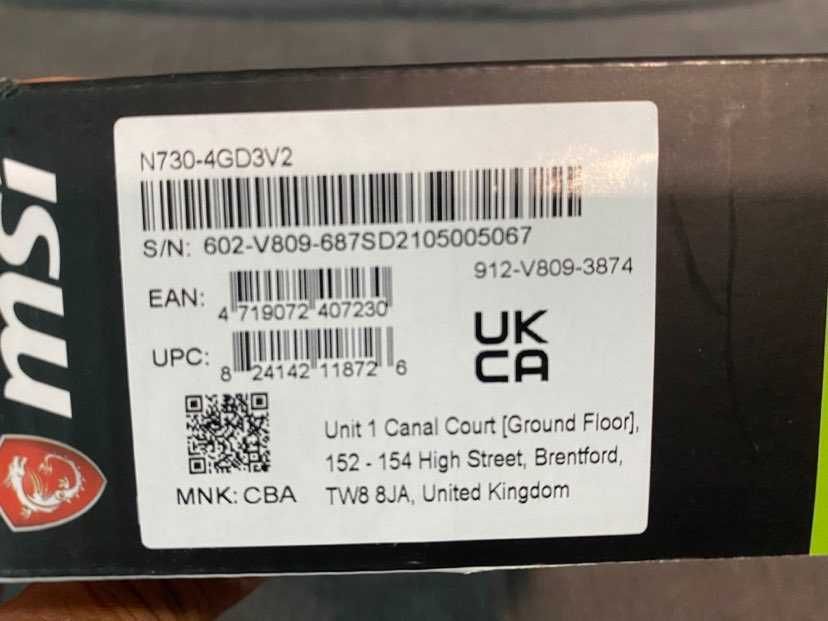 msi
N730-4GD3V2
S/N: 602-V809-687SD2105005067
912-V809-3874
EAN: 4 719072 407230
UPC: 8 24142 11872 6
UK
CA
Unit 1 Canal Court [Ground Floor],
152 - 154 High Street, Brentford,
MNK: CBA
TW8 8JA, United Kingdom